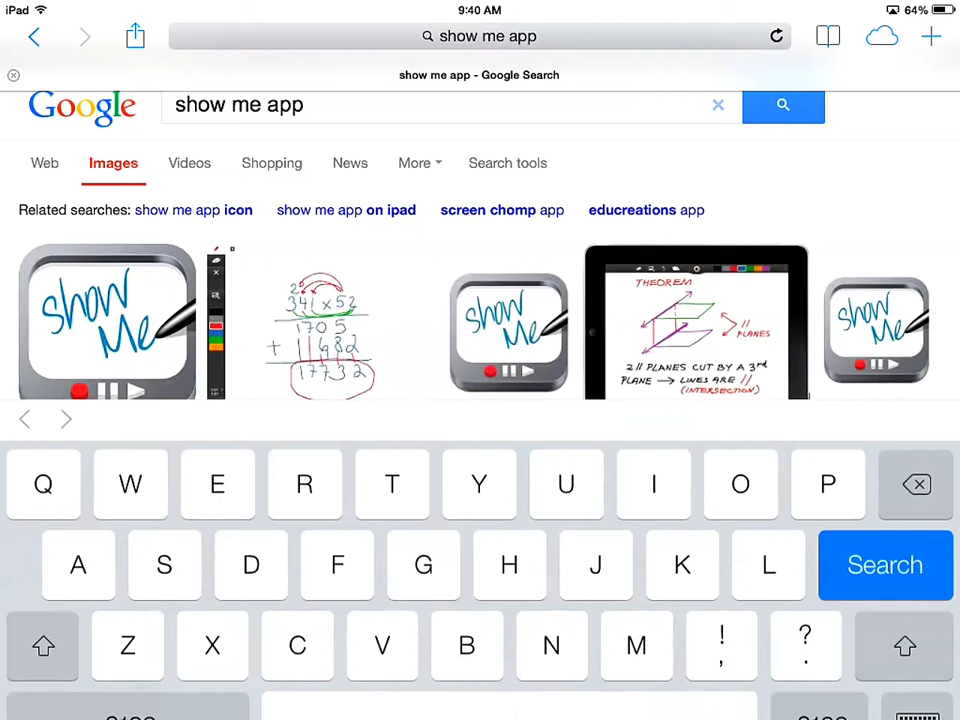 iPad 9:40 AM 64%
show me app
show me app - Google Search
Google show me app
Web Images Videos Shopping News More Search tools
Related searches: show me app icon show me app on ipad screen chomp app educreations app
show Me
2
341 x 52
1705
+ 1682
17732
show Me
THEOREM
// PLANES
2 // PLANES CUT BY A 3rd
PLANE → LINES ARE //
(INTERSECTION)
show Me
Q W E R T Y U I O P
A S D F G H J K L Search
Z X C V B N M ! , ? .